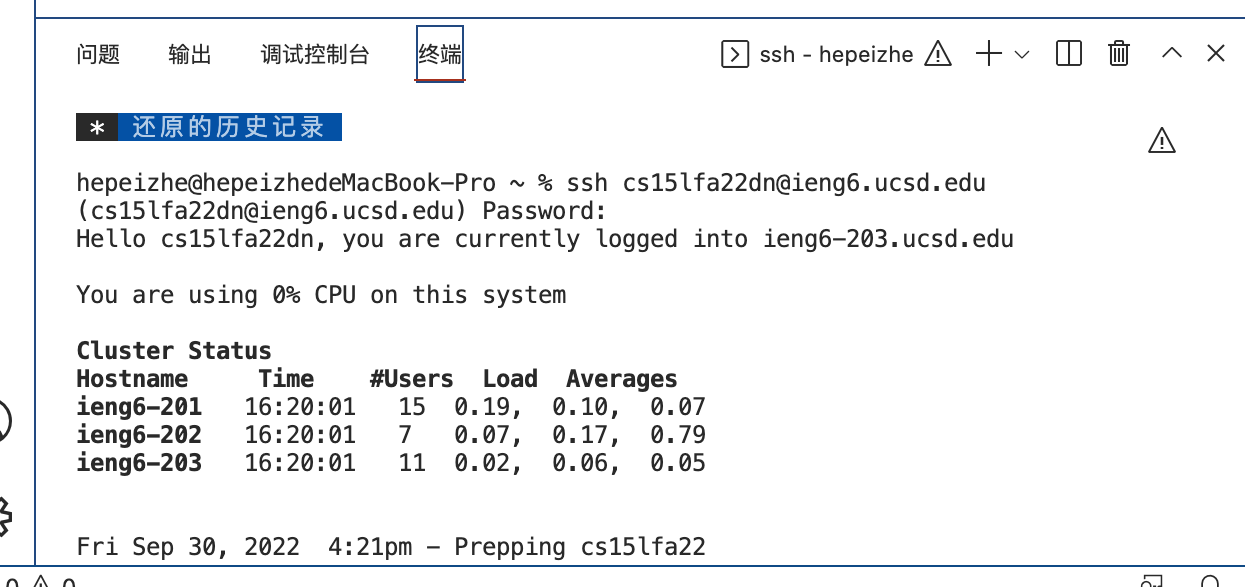 问题 输出 调试控制台 终端 ssh - hepeizhe
* 还原的历史记录
hepeizhe@hepeizhedeMacBook-Pro ~ % ssh cs15lfa22dn@ieng6.ucsd.edu
(cs15lfa22dn@ieng6.ucsd.edu) Password:
Hello cs15lfa22dn, you are currently logged into ieng6-203.ucsd.edu
You are using 0% CPU on this system
Cluster Status
Hostname Time #Users Load Averages
ieng6-201 16:20:01 15 0.19, 0.10, 0.07
ieng6-202 16:20:01 7 0.07, 0.17, 0.79
ieng6-203 16:20:01 11 0.02, 0.06, 0.05
Fri Sep 30, 2022 4:21pm - Prepping cs15lfa22